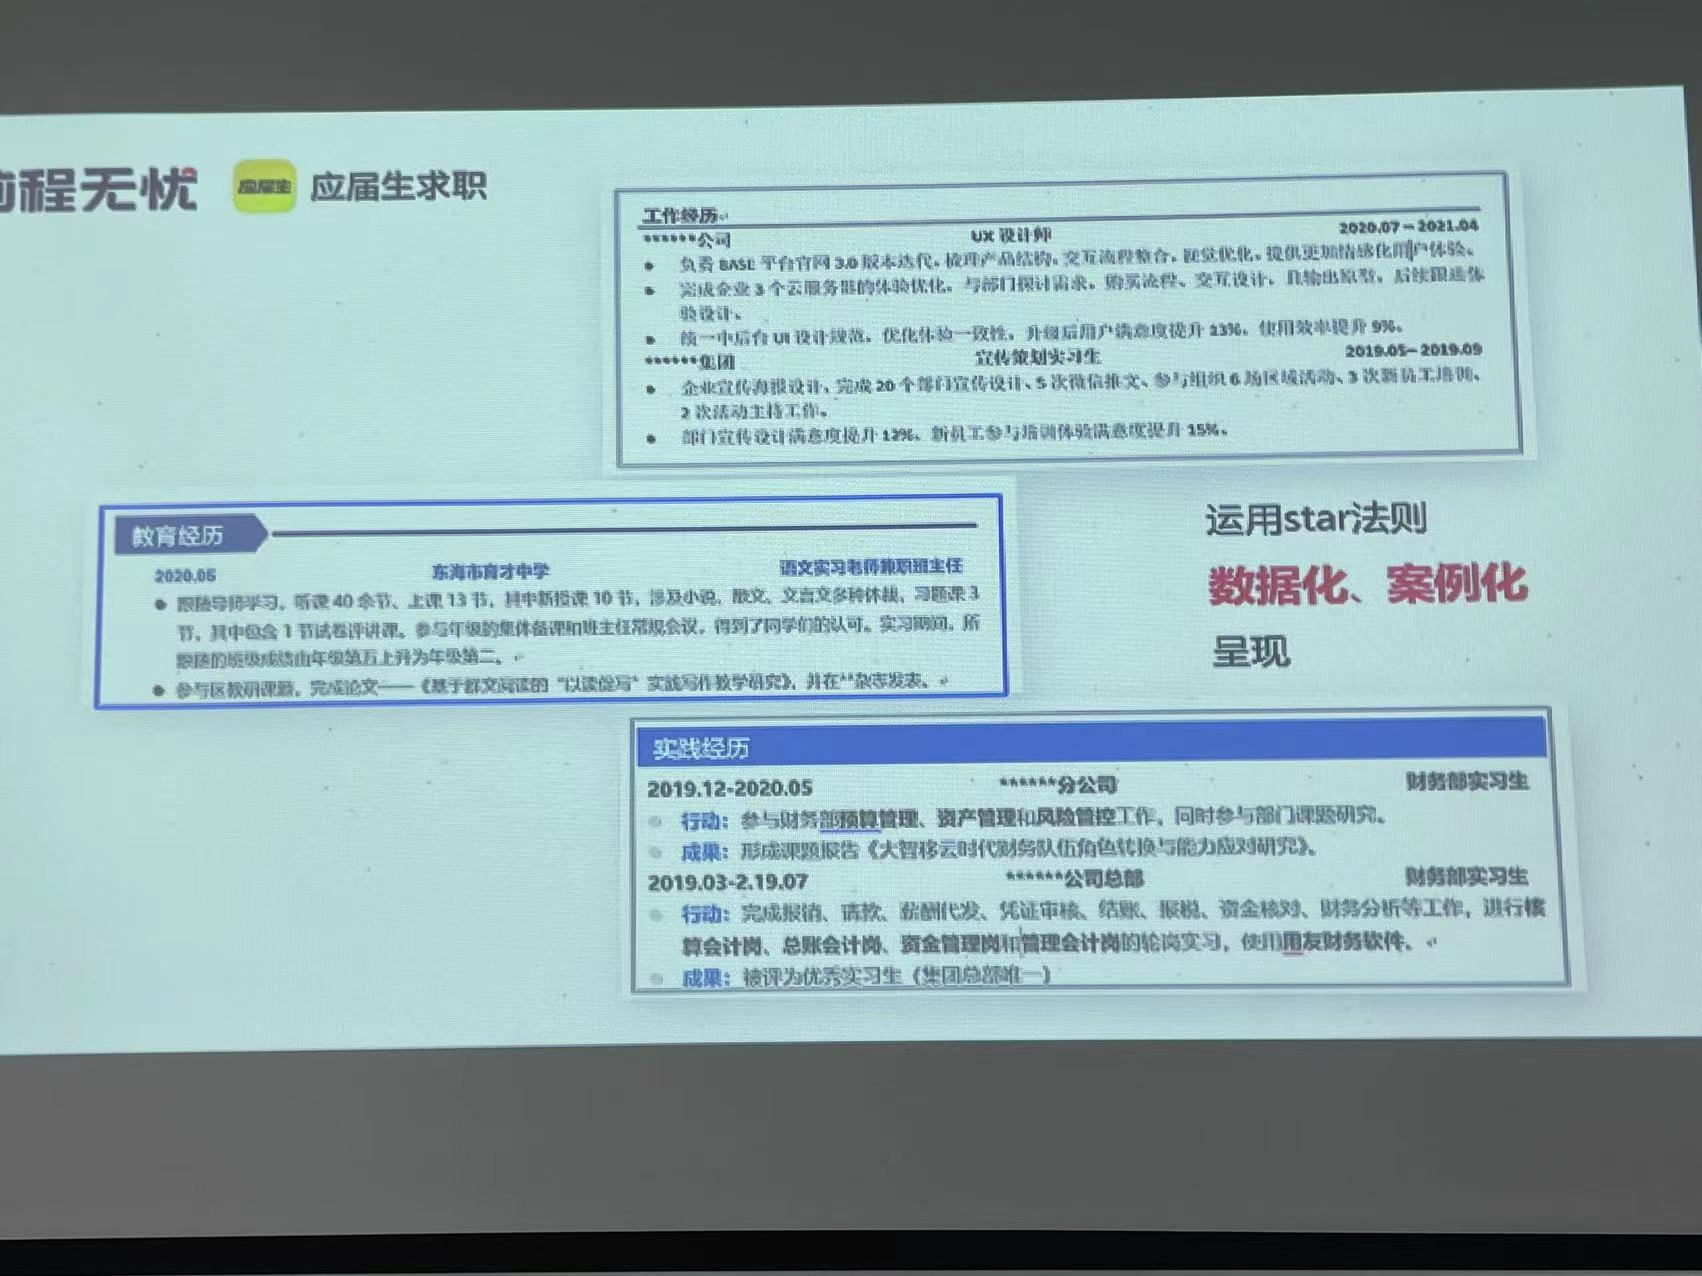 前程无忧 应届生 应届生求职
工作经历
******公司 UX 设计师 2020.07－2021.04
● 负责 BASE 平台官网 3.0 版本迭代。梳理产品结构，交互流程整合，视觉优化。提供更加情感化用户体验。
● 完成企业 3 个云服务器的体验优化。与部门探讨需求。购买流程、交互设计。且输出原型，后续跟进体
验设计。
● 统一中后台 UI 设计规范，优化体验一致性，升级后用户满意度提升 13%。使用效率提升 9%。
******集团 宣传策划实习生 2019.05－2019.09
● 企业宣传海报设计、完成 20 个部门宣传设计、5 次微信推文、参与组织 6 场区域活动、3 次新员工培训、
2 次活动主持工作。
● 部门宣传设计满意度提升 12%、新员工参与培训体验满意度提升 15%。
教育经历
2020.05 东海市育才中学 语文实习老师兼职班主任
● 跟随导师学习，听课 40 余节、上课 13 节，其中新授课 10 节，涉及小说、散文、文言文多种体裁，习题课 3
节，其中包含 1 节试卷评讲课。参与年级的集体备课和班主任常规会议，得到了同学们的认可。实习期间，所
跟随的班级成绩由年级第五上升为年级第二。
● 参与区教研课题，完成论文——《基于群文阅读的“以读促写”实践写作教学研究》，并在**杂志发表。
运用star法则
数据化、案例化
呈现
实践经历
2019.12-2020.05 ******分公司 财务部实习生
行动：参与财务部预算管理、资产管理和风险管控工作，同时参与部门课题研究。
成果：形成课题报告《大智移云时代财务队伍角色转换与能力应对研究》。
2019.03-2.19.07 ******公司总部 财务部实习生
行动：完成报销、请款、薪酬代发、凭证审核、结账、报税、资金核对、财务分析等工作，进行核
算会计岗、总账会计岗、资金管理岗和管理会计岗的轮岗实习，使用用友财务软件。
成果：被评为优秀实习生（集团总部唯一）